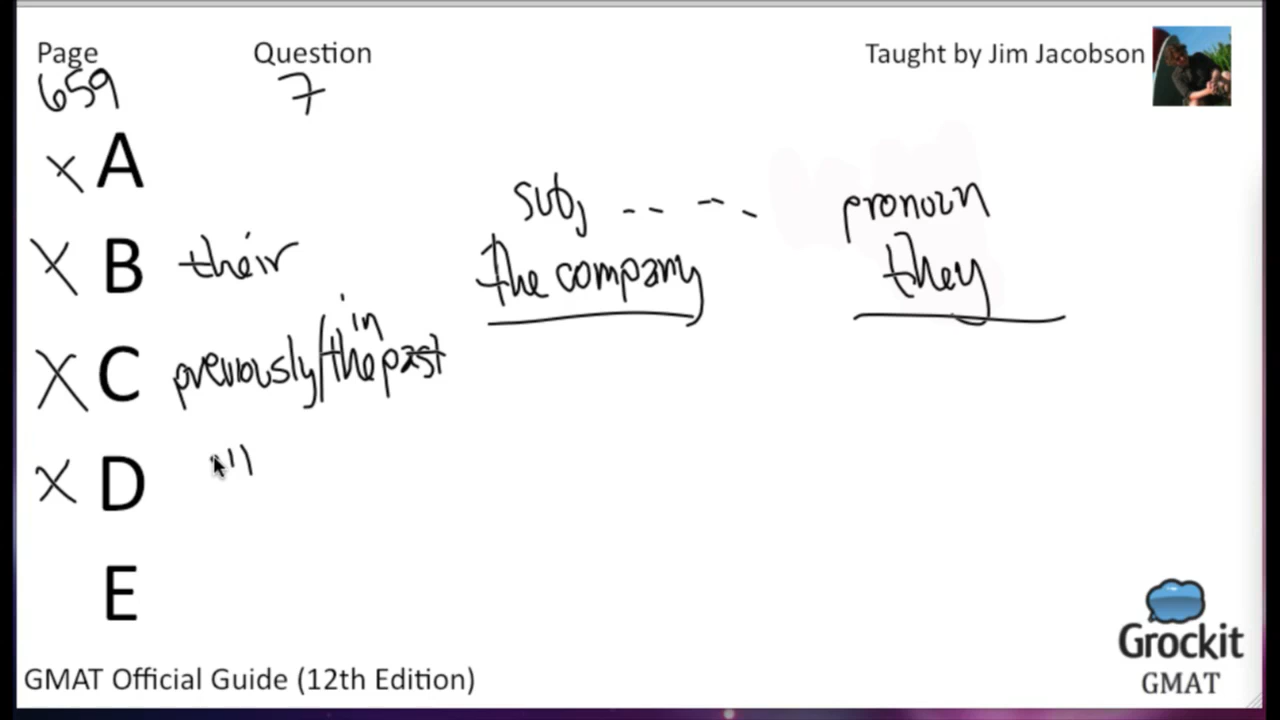 Page Question Taught by Jim Jacobson
659 7
X A
sub, -- -- pronoun
X B their the company they
X C previously/in the past
X D "
E
Grockit
GMAT
GMAT Official Guide (12th Edition)